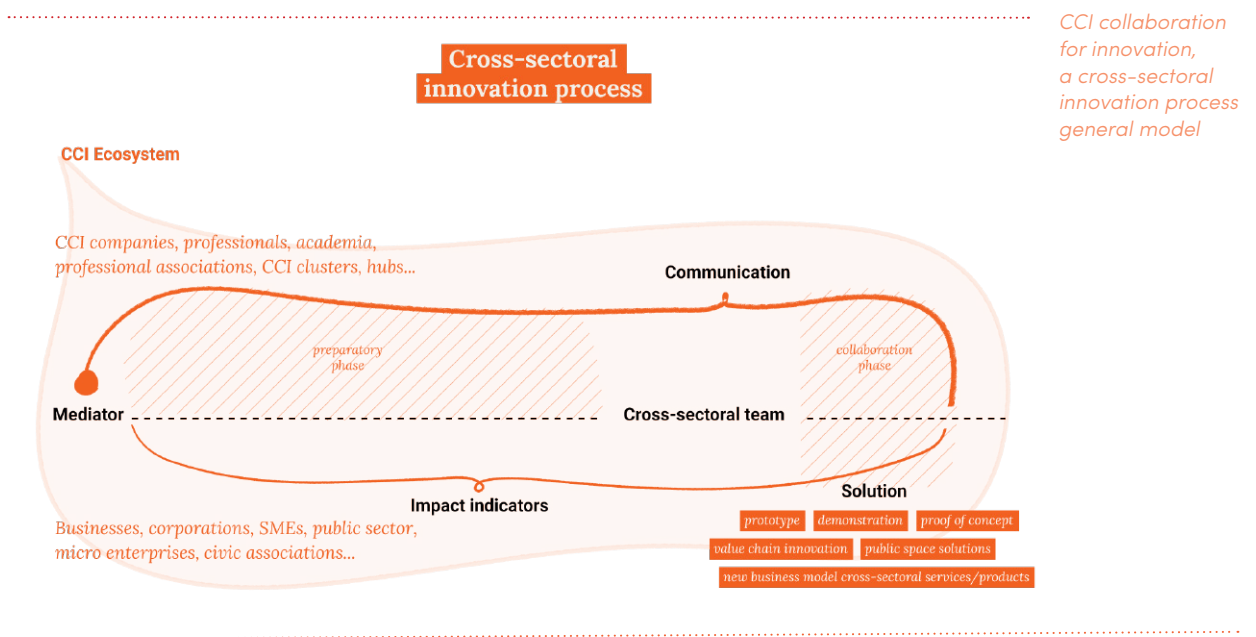 CCI collaboration
for innovation,
a cross-sectoral
innovation process
general model
Cross-sectoral
innovation process
CCI Ecosystem
CCI companies, professionals, academia,
professional associations, CCI clusters, hubs...
Communication
preparatory
phase
collaboration
phase
Mediator
Cross-sectoral team
Impact indicators
Solution
Businesses, corporations, SMEs, public sector,
micro enterprises, civic associations...
prototype
demonstration
proof of concept
value chain innovation
public space solutions
new business model cross-sectoral services/products